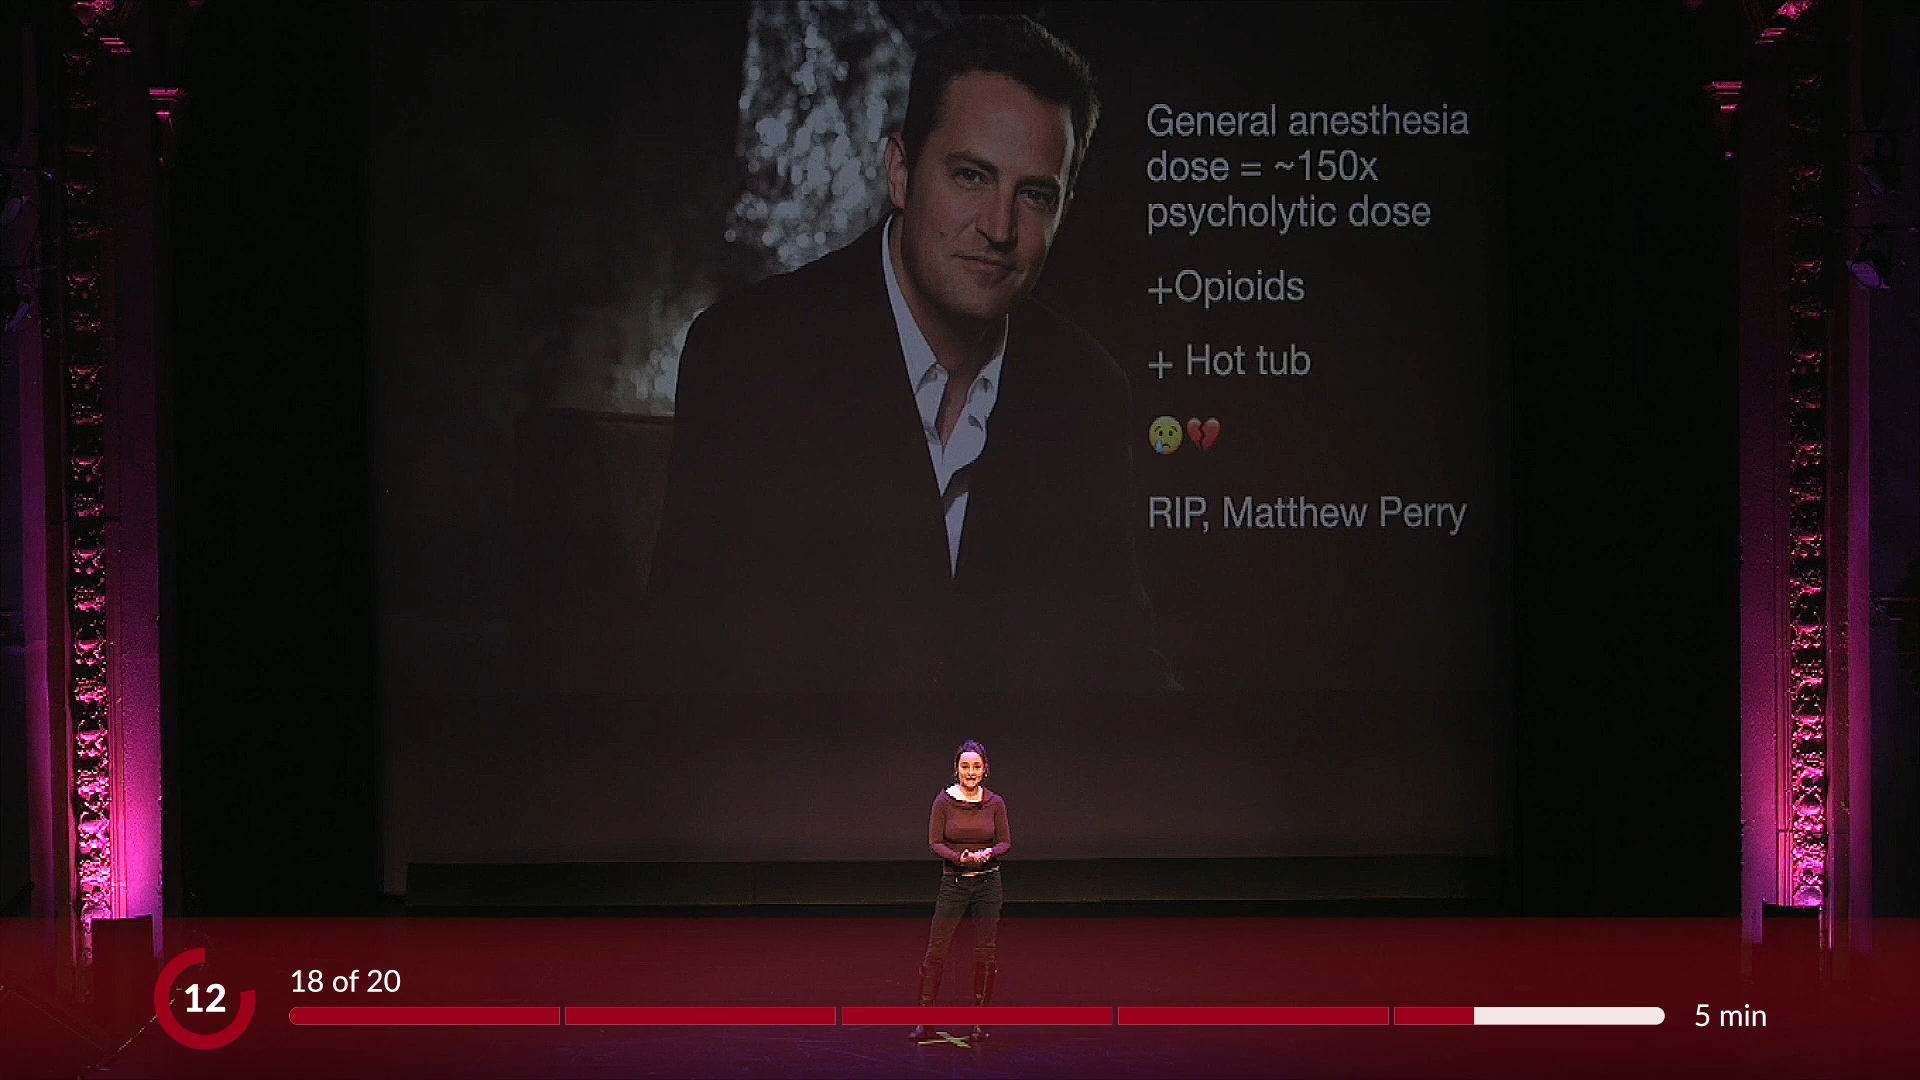 General anesthesia
dose = ~150x
psycholytic dose
+Opioids
+ Hot tub
RIP, Matthew Perry
12
18 of 20
5 min